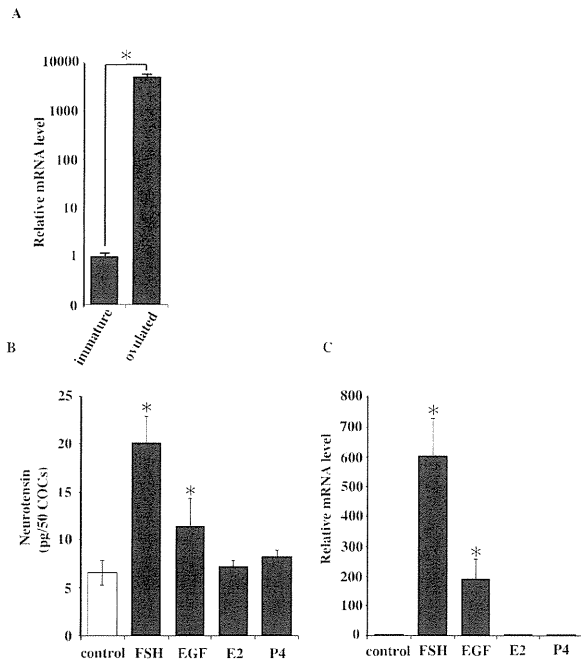 A
*
10000
1000
100
10
1
0
Relative mRNA level
immature
ovulated
B
25
20
15
10
5
0
Neurotensin
(pg/50 COCs)
*
*
control FSH EGF E2 P4
C
800
700
600
500
400
300
200
100
0
Relative mRNA level
*
*
control FSH EGF E2 P4